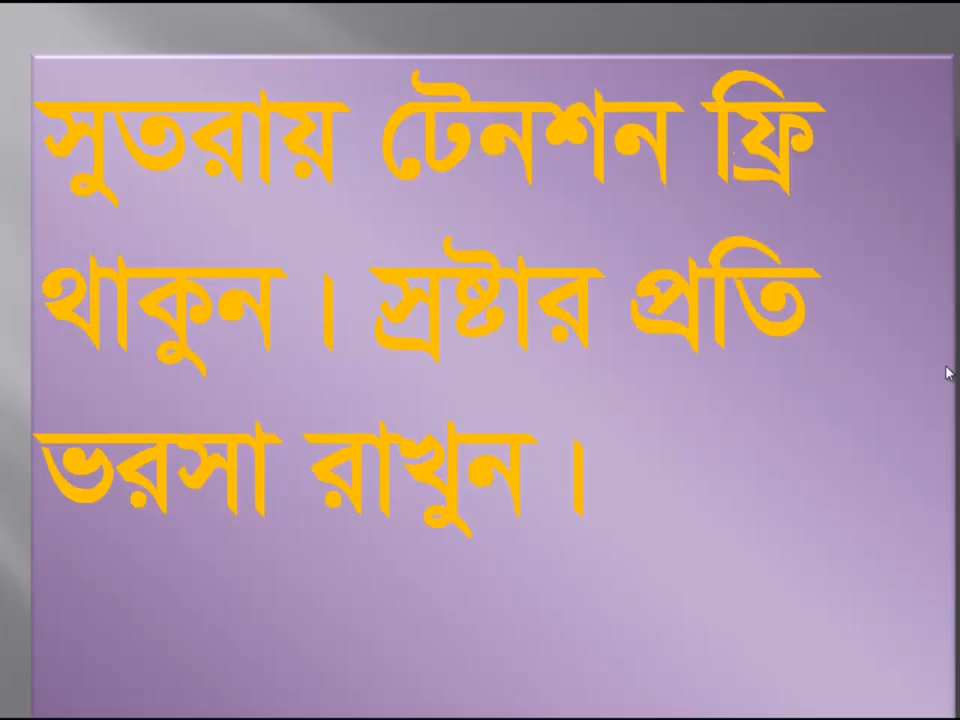 সুতরায় টেনশন ফ্রি
থাকুন । স্রষ্টার প্রতি
ভরসা রাখুন ।